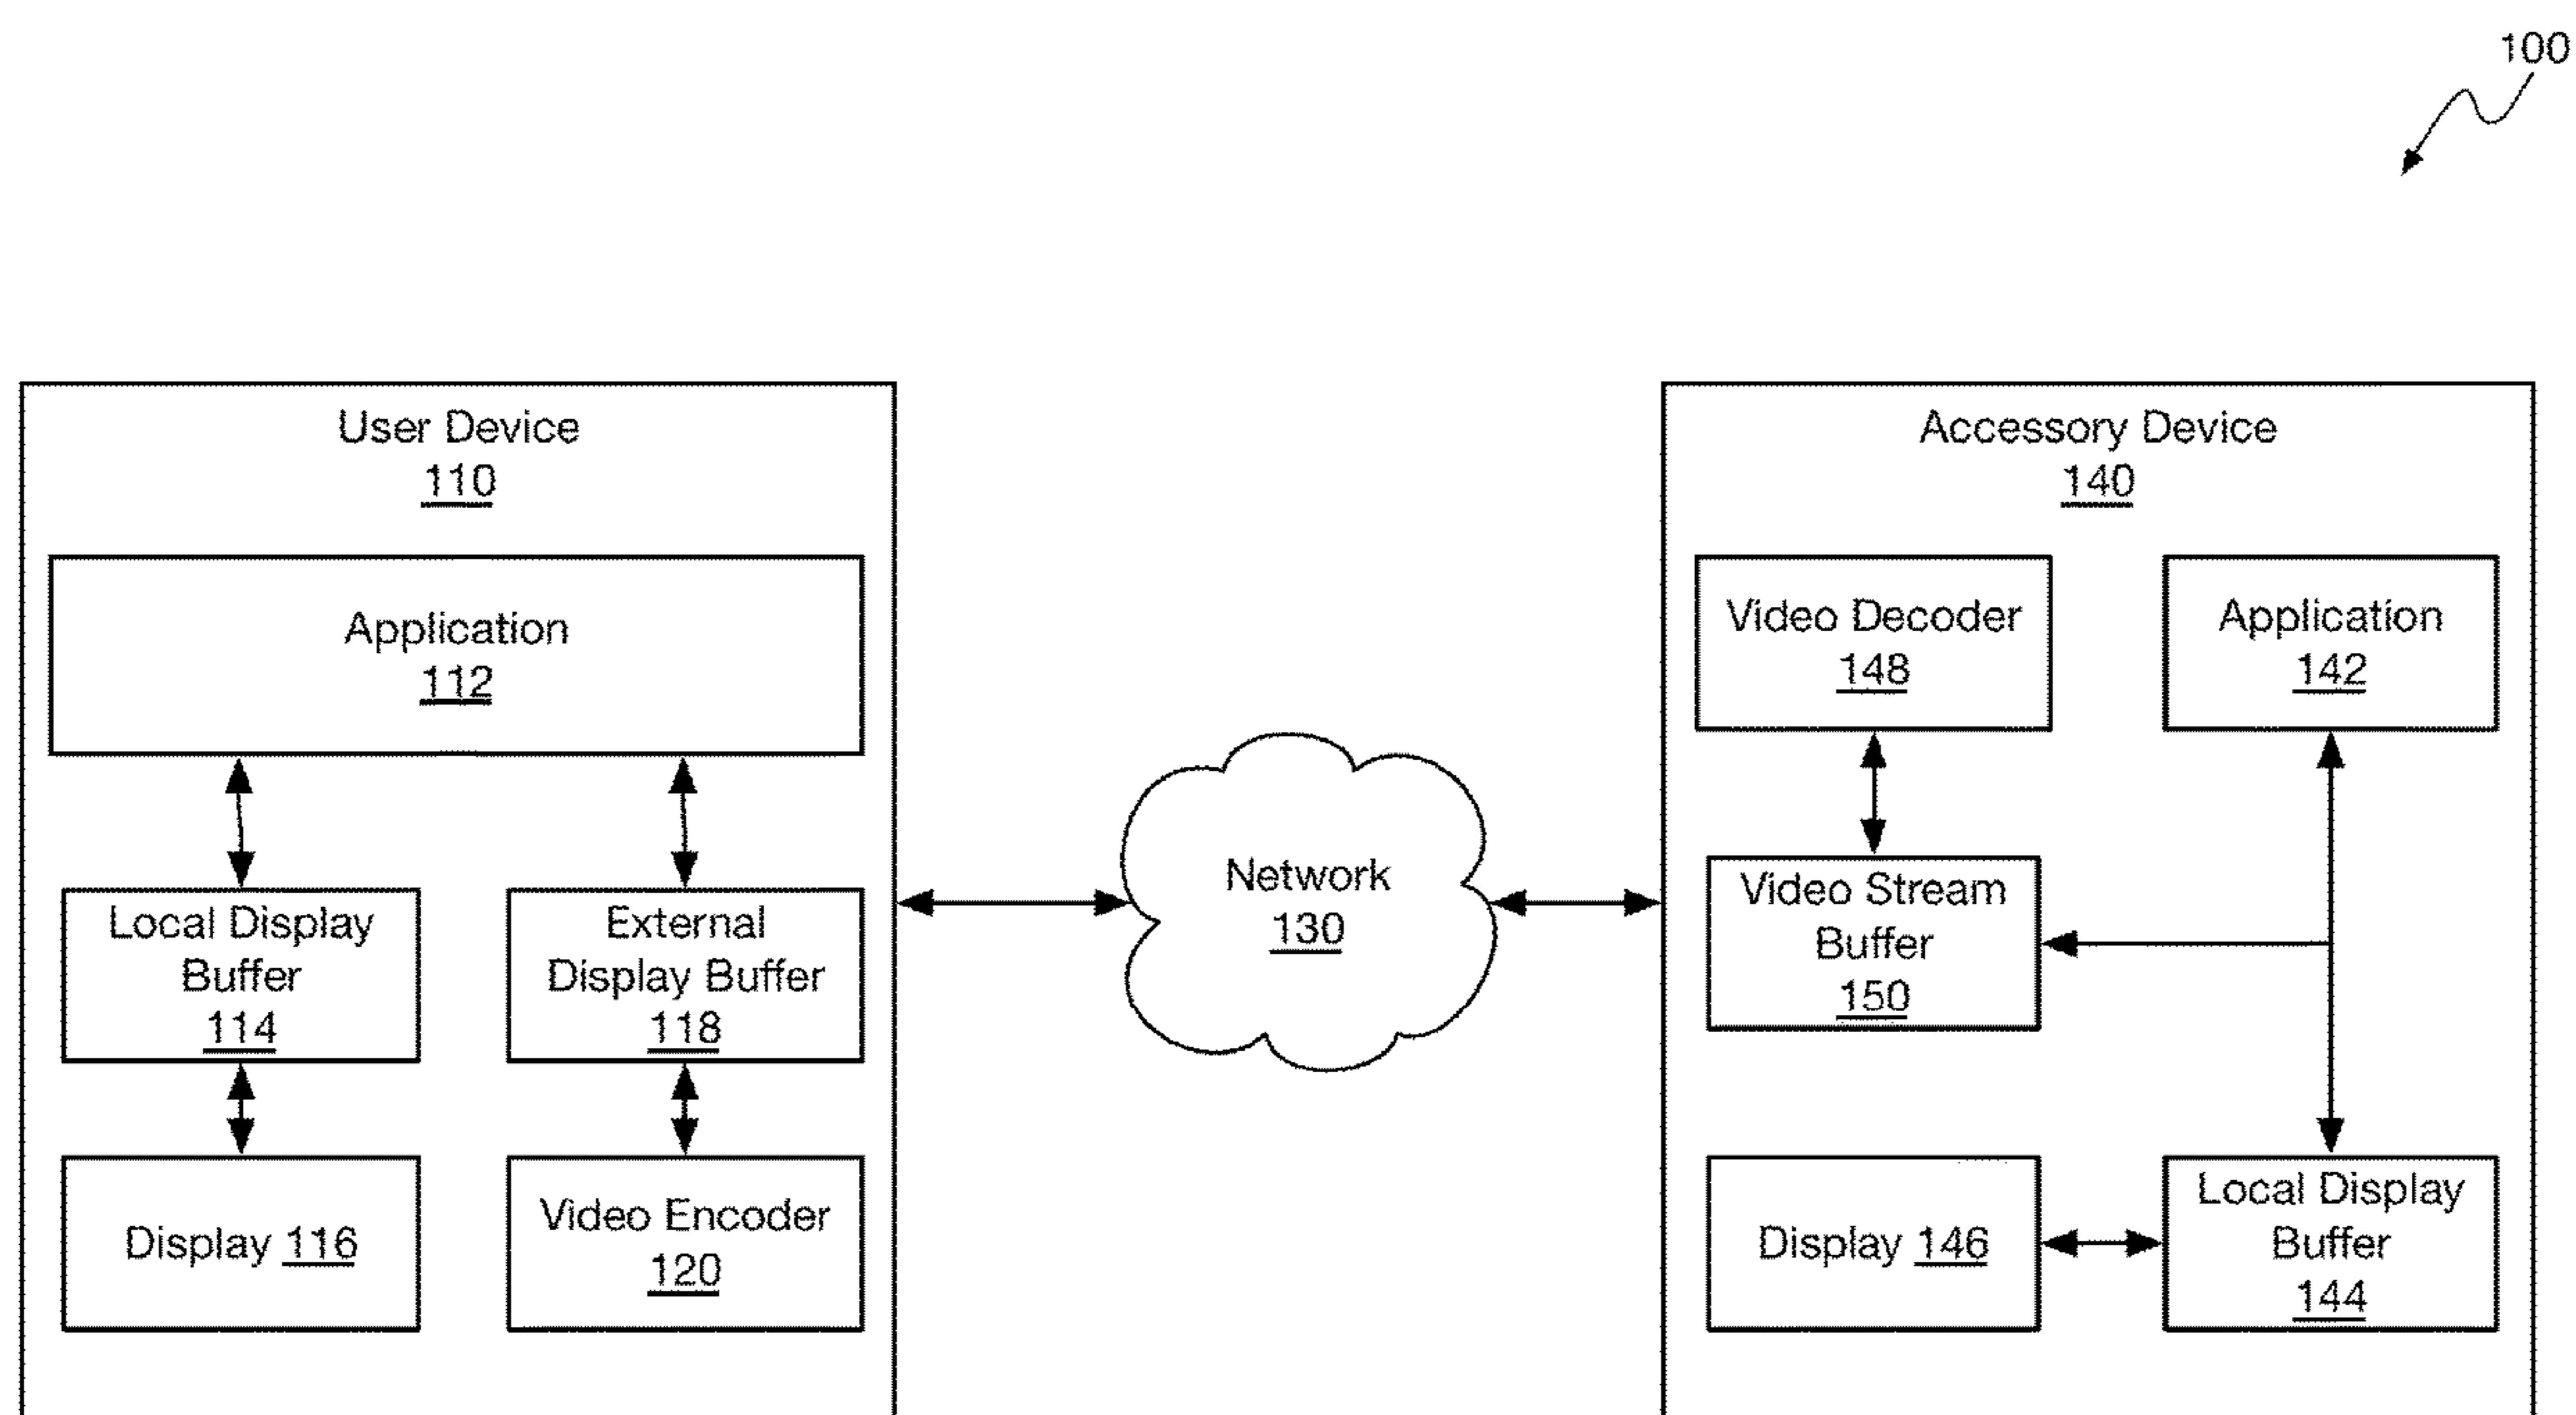 100
User Device
110
Application
112
Local Display
Buffer
114
External
Display Buffer
118
Display 116
Video Encoder
120
Network
130
Accessory Device
140
Video Decoder
148
Application
142
Video Stream
Buffer
150
Display 146
Local Display
Buffer
144